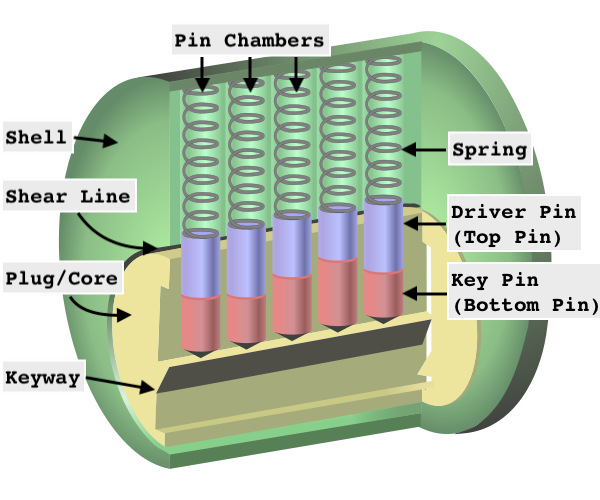 Pin Chambers
Shell
Spring
Shear Line
Driver Pin
(Top Pin)
Plug/Core
Key Pin
(Bottom Pin)
Keyway